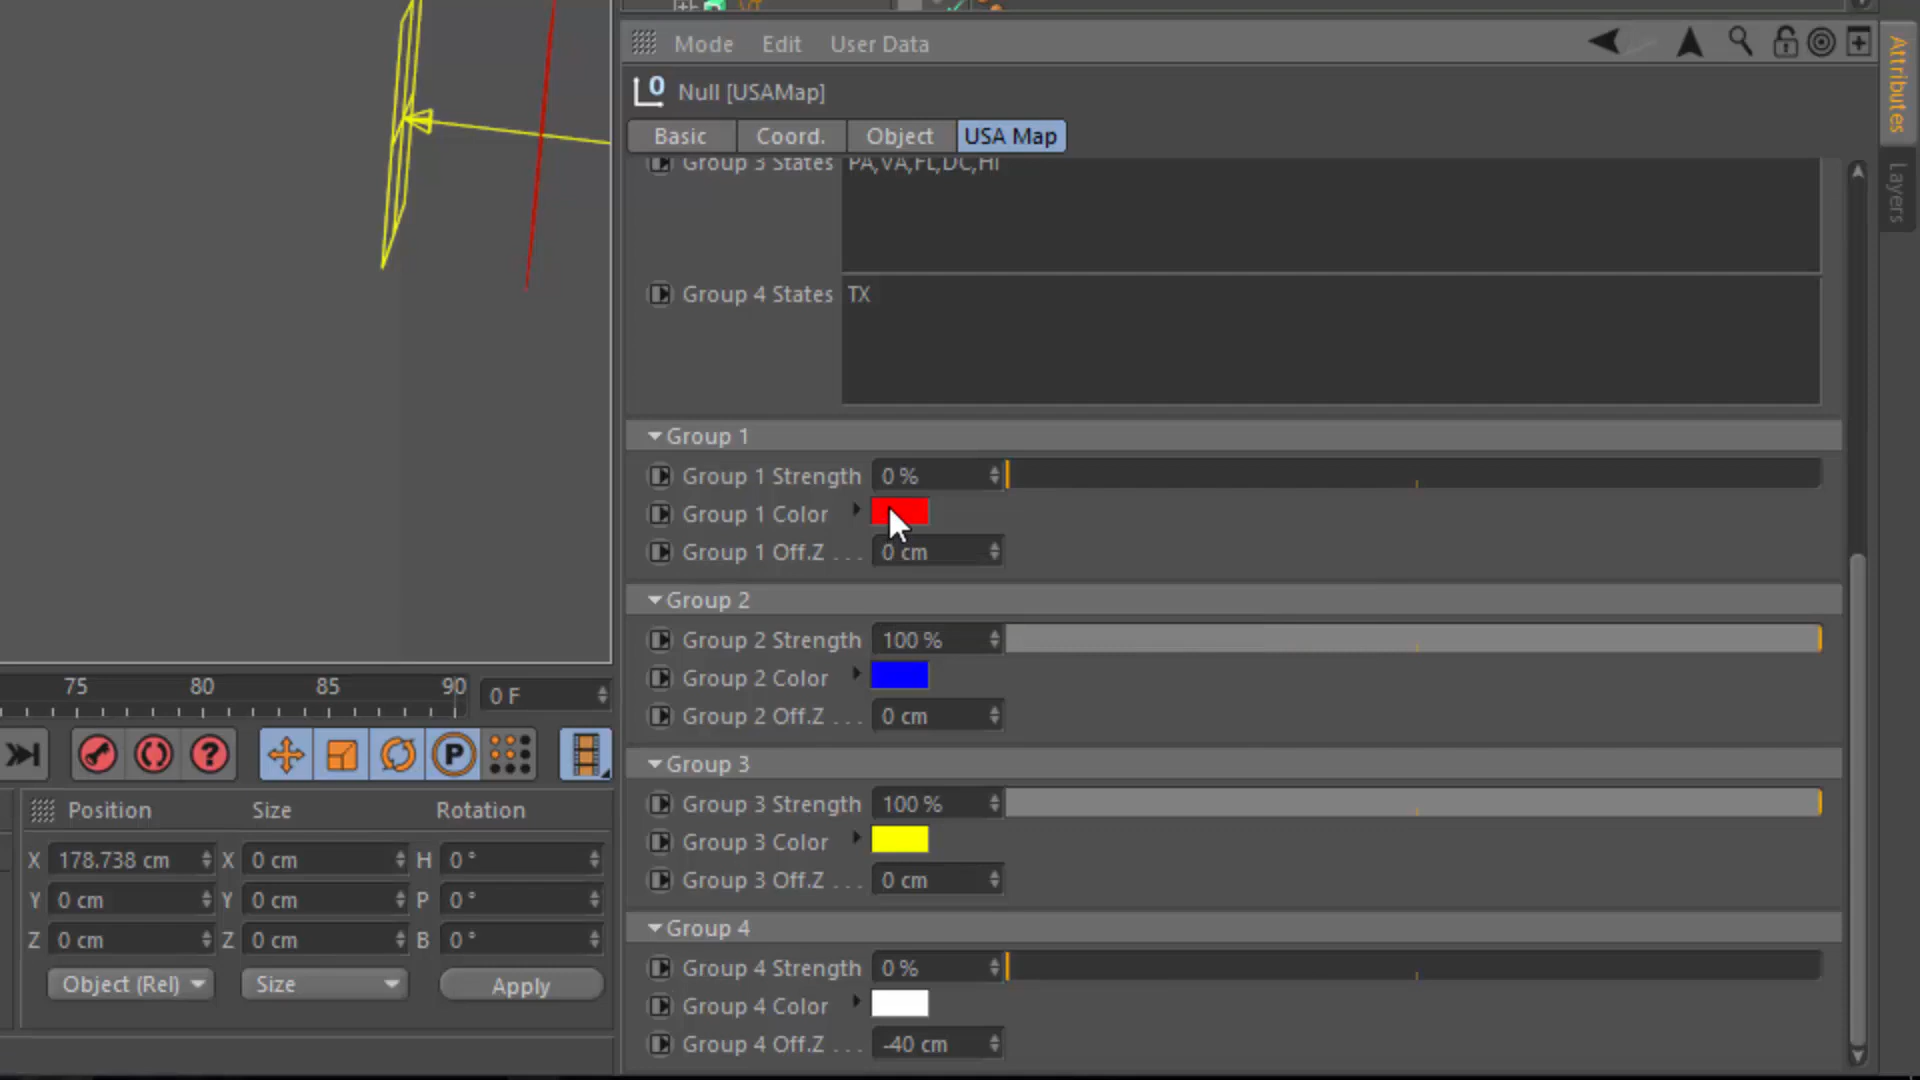 Mode Edit User Data
Null [USAMap]
Basic Coord. Object USA Map
Group 3 States PA,VA,FL,DC,HI
Group 4 States TX
Group 1
Group 1 Strength 0 %
Group 1 Color
Group 1 Off.Z . . . 0 cm
Group 2
Group 2 Strength 100 %
Group 2 Color
Group 2 Off.Z . . . 0 cm
Group 3
Group 3 Strength 100 %
Group 3 Color
Group 3 Off.Z . . . 0 cm
Group 4
Group 4 Strength 0 %
Group 4 Color
Group 4 Off.Z . . . -40 cm
Attributes
Layers
75 80 85 90 0 F
P
Position Size Rotation
X 178.738 cm X 0 cm H 0 °
Y 0 cm Y 0 cm P 0 °
Z 0 cm Z 0 cm B 0 °
Object (Rel) Size Apply